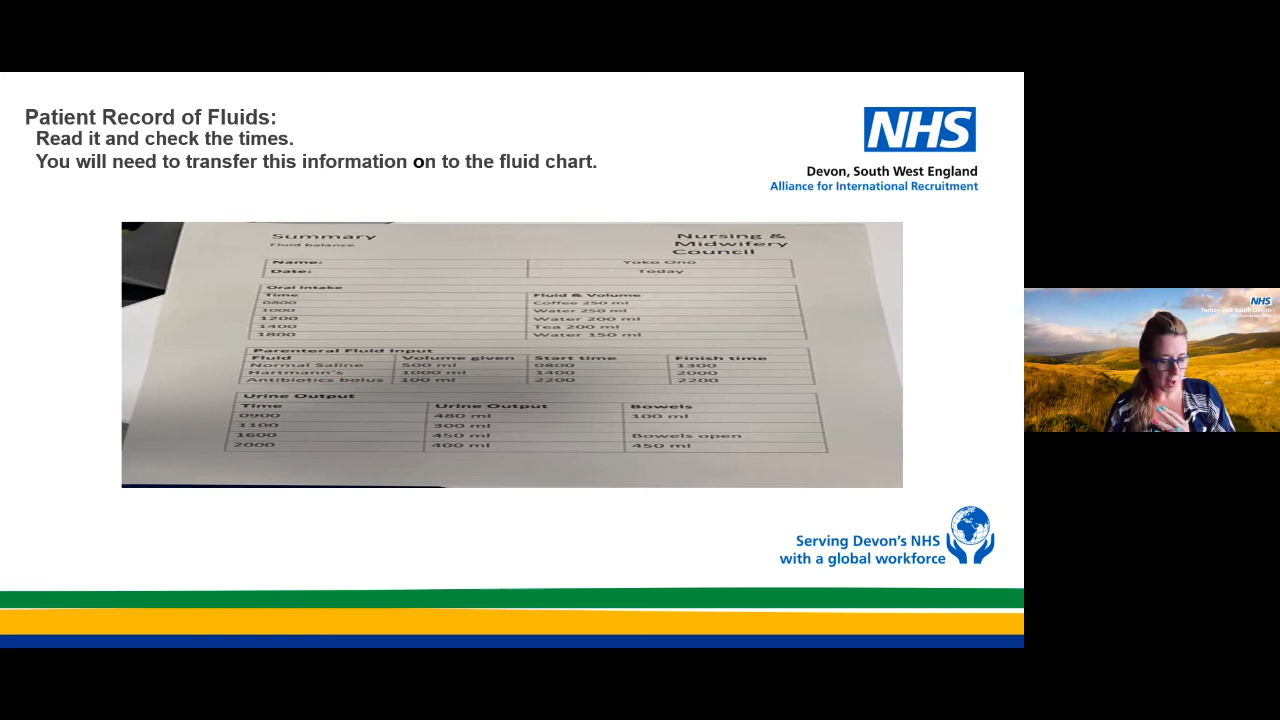 Patient Record of Fluids:
Read it and check the times.
You will need to transfer this information on to the fluid chart.
NHS
Devon, South West England
Alliance for International Recruitment
Summary
Fluid balance
Nursing &
Midwifery
Council
Name: Yoko Ono
Date: Today
Oral Intake
Time Fluid & Volume
0800 Coffee 250 ml
1000 Water 250 ml
1200 Water 200 ml
1400 Tea 200 ml
1800 Water 150 ml
Parenteral Fluid Input
Fluid Volume given Start time Finish time
Normal Saline 500 ml 0800 1300
Hartmann's 1000 ml 1400 2000
Antibiotics bolus 100 ml 2200 2200
Urine Output
Time Urine Output Bowels
0900 480 ml 100 ml
1100 300 ml
1600 450 ml Bowels open
2000 400 ml 450 ml
NHS
Torbay and South Devon
Serving Devon's NHS
with a global workforce